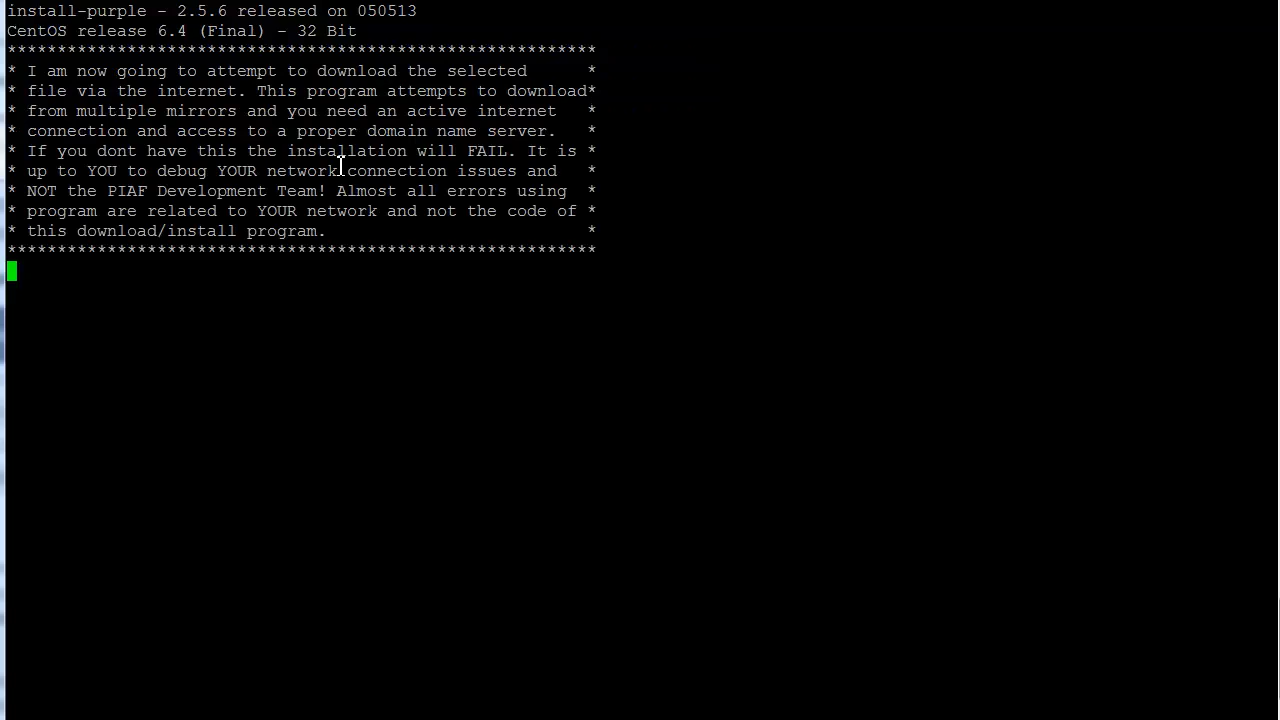 install-purple - 2.5.6 released on 050513
CentOS release 6.4 (Final) - 32 Bit
***********************************************************
* I am now going to attempt to download the selected      *
* file via the internet. This program attempts to download*
* from multiple mirrors and you need an active internet   *
* connection and access to a proper domain name server.   *
* If you dont have this the installation will FAIL. It is *
* up to YOU to debug YOUR network connection issues and   *
* NOT the PIAF Development Team! Almost all errors using  *
* program are related to YOUR network and not the code of *
* this download/install program.                          *
***********************************************************